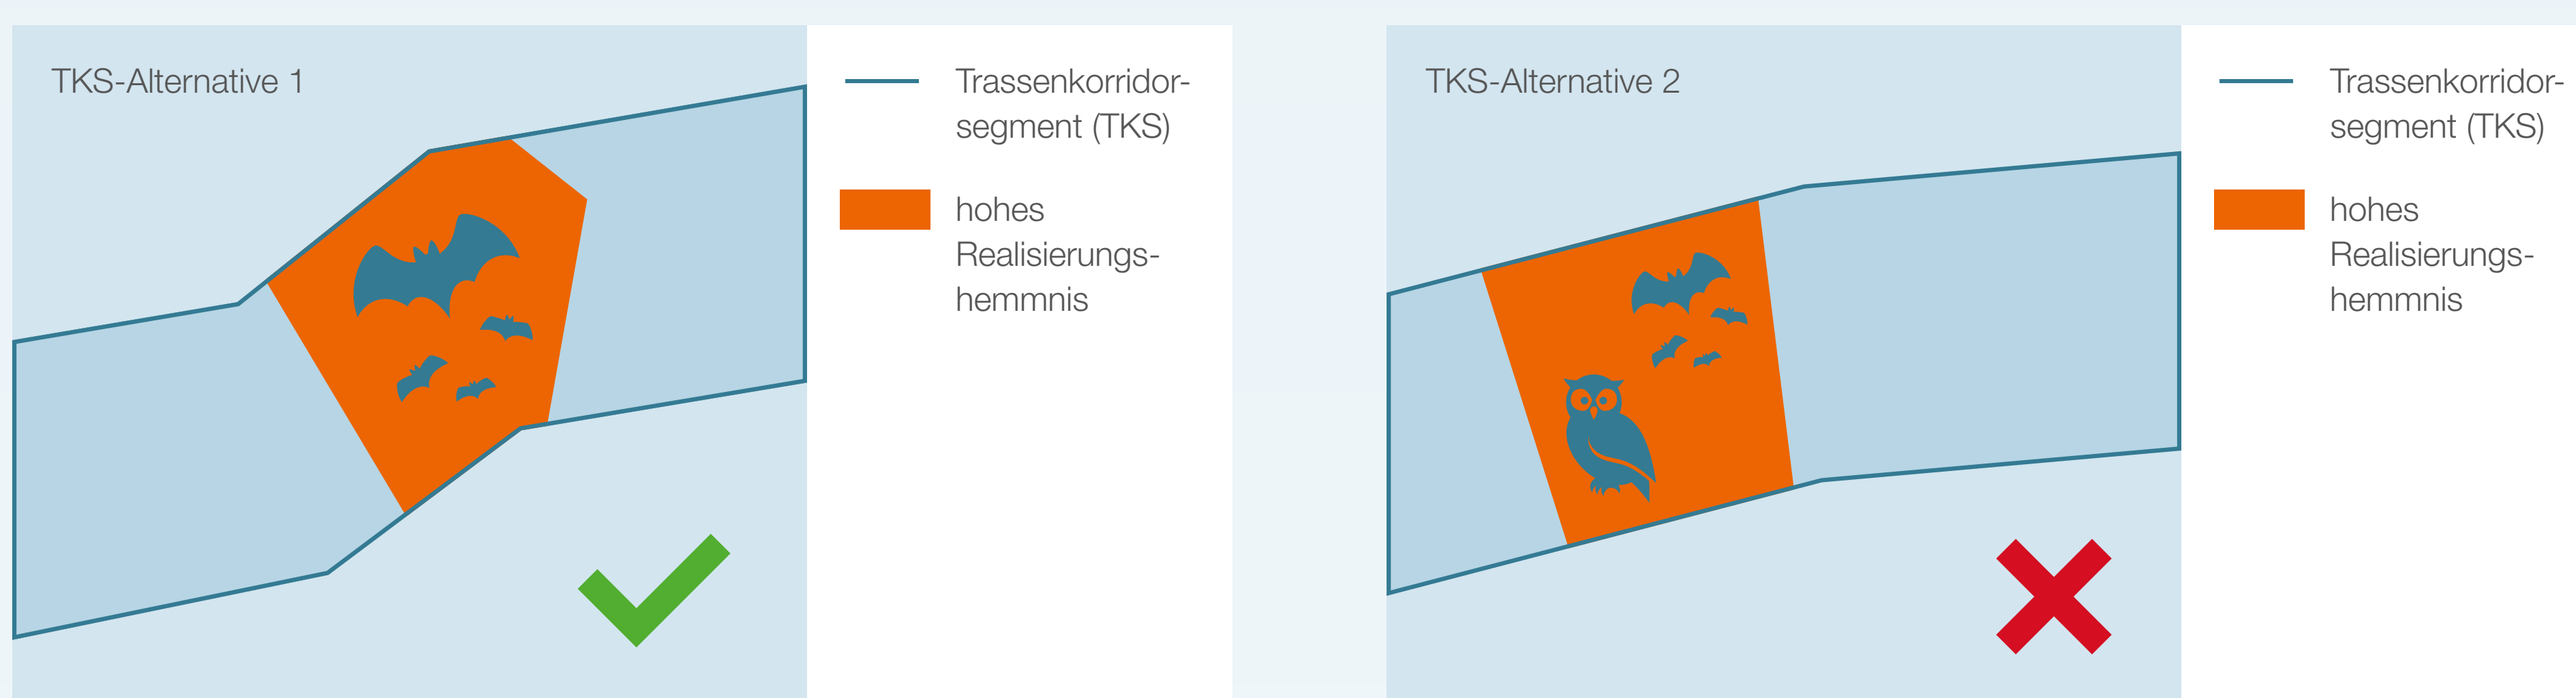 TKS-Alternative 1
Trassenkorridor-
segment (TKS)
hohes
Realisierungs-
hemmnis
TKS-Alternative 2
Trassenkorridor-
segment (TKS)
hohes
Realisierungs-
hemmnis